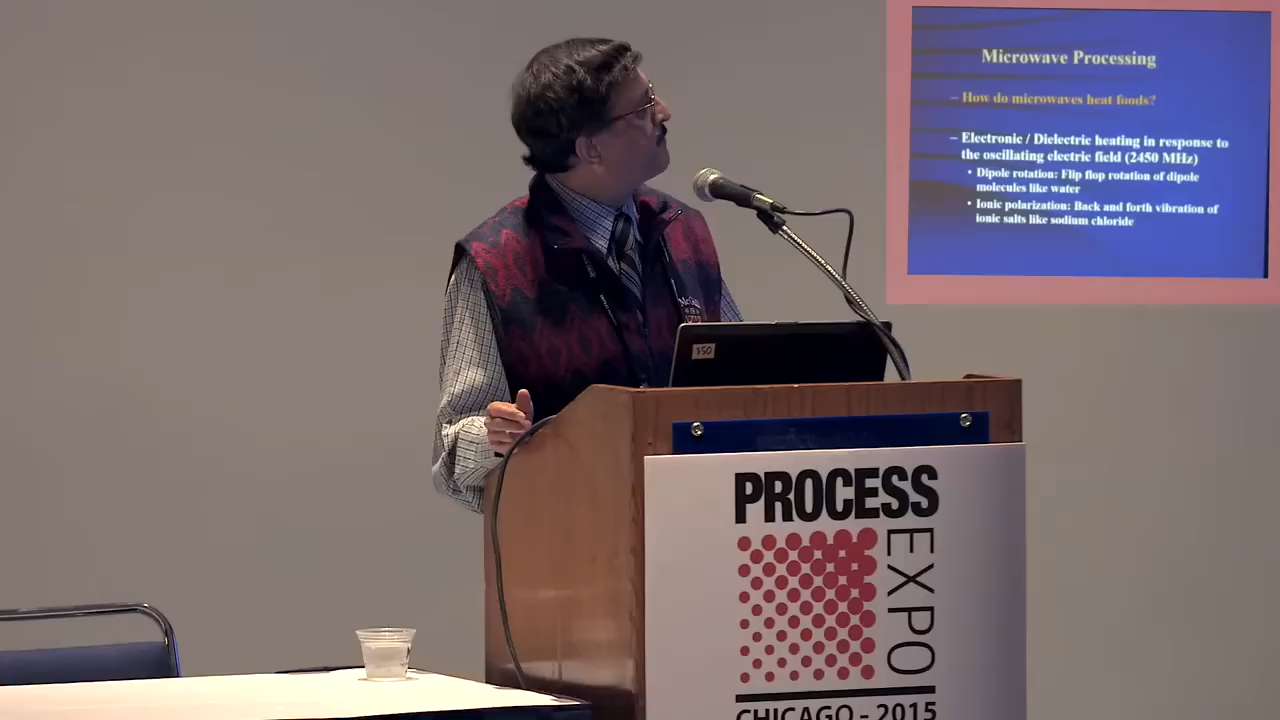 Microwave Processing
– How do microwaves heat foods?
– Electronic / Dielectric heating in response to
the oscillating electric field (2450 MHz)
• Dipole rotation: Flip flop rotation of dipole
molecules like water
• Ionic polarization: Back and forth vibration of
ionic salts like sodium chloride
150
PROCESS
EXPO
CHICAGO - 2015